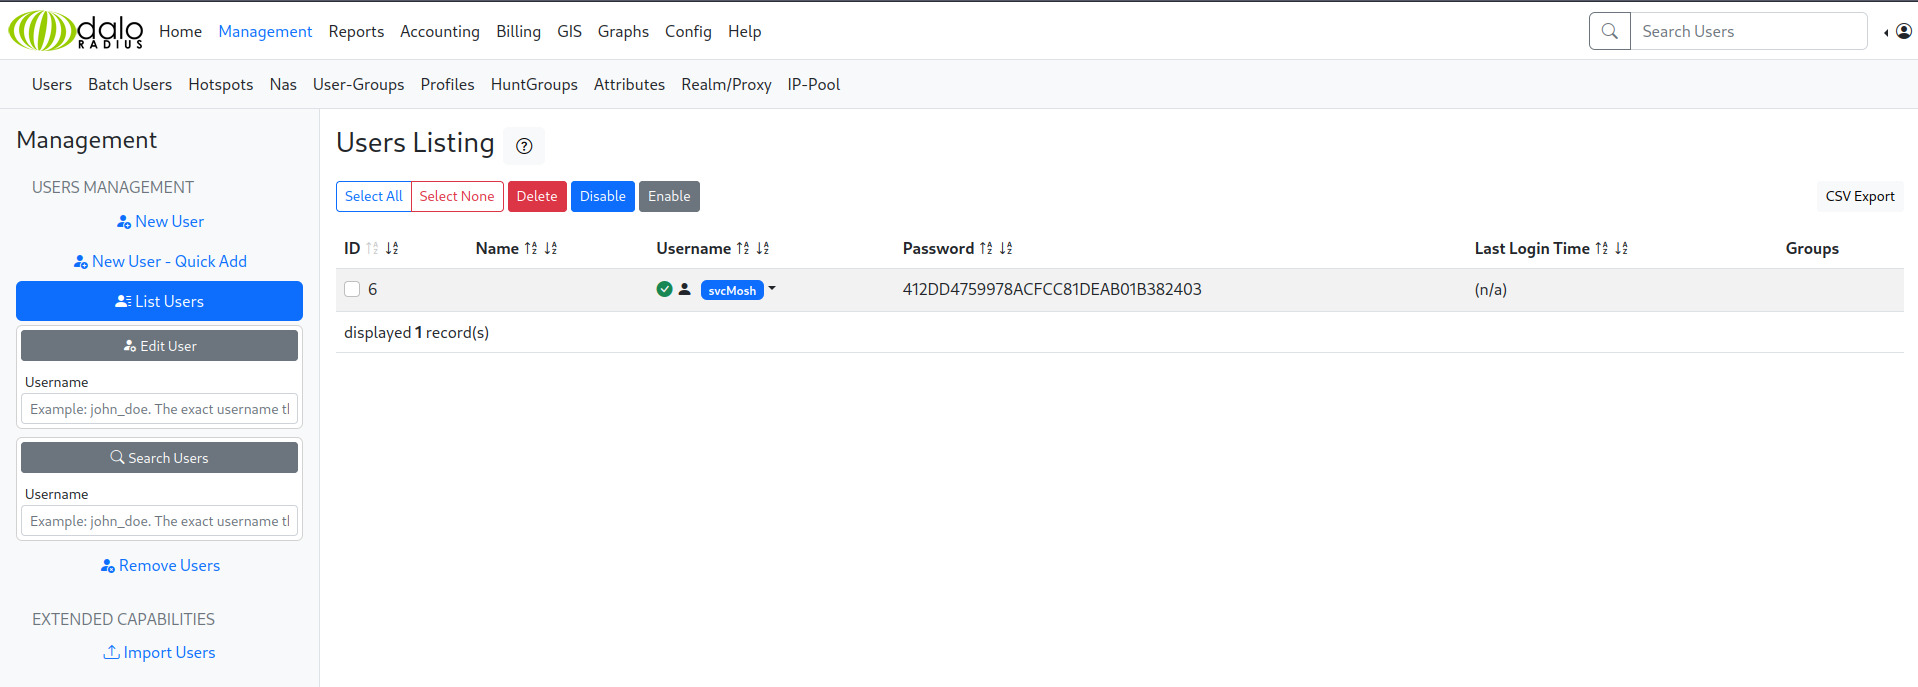 dalo RADIUS Home Management Reports Accounting Billing GIS Graphs Config Help Search Users
Users Batch Users Hotspots Nas User-Groups Profiles HuntGroups Attributes Realm/Proxy IP-Pool
Management
USERS MANAGEMENT
New User
New User - Quick Add
List Users
Edit User
Username
Example: john_doe. The exact username tl
Search Users
Username
Example: john_doe. The exact username tl
Remove Users
EXTENDED CAPABILITIES
Import Users
Users Listing
Select All Select None Delete Disable Enable CSV Export
ID Name Username Password Last Login Time Groups
6 svcMosh 412DD4759978ACFCC81DEAB01B382403 (n/a)
displayed 1 record(s)